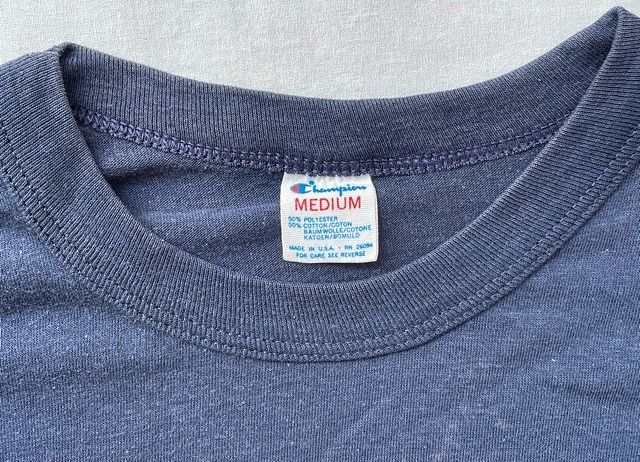 Champion
MEDIUM
50% POLYESTER
50% COTTON/COTON
BAUMWOLLE/COTONE
KATOEN/BOMULD
MADE IN U.S.A. - RN 26094
FOR CARE SEE REVERSE